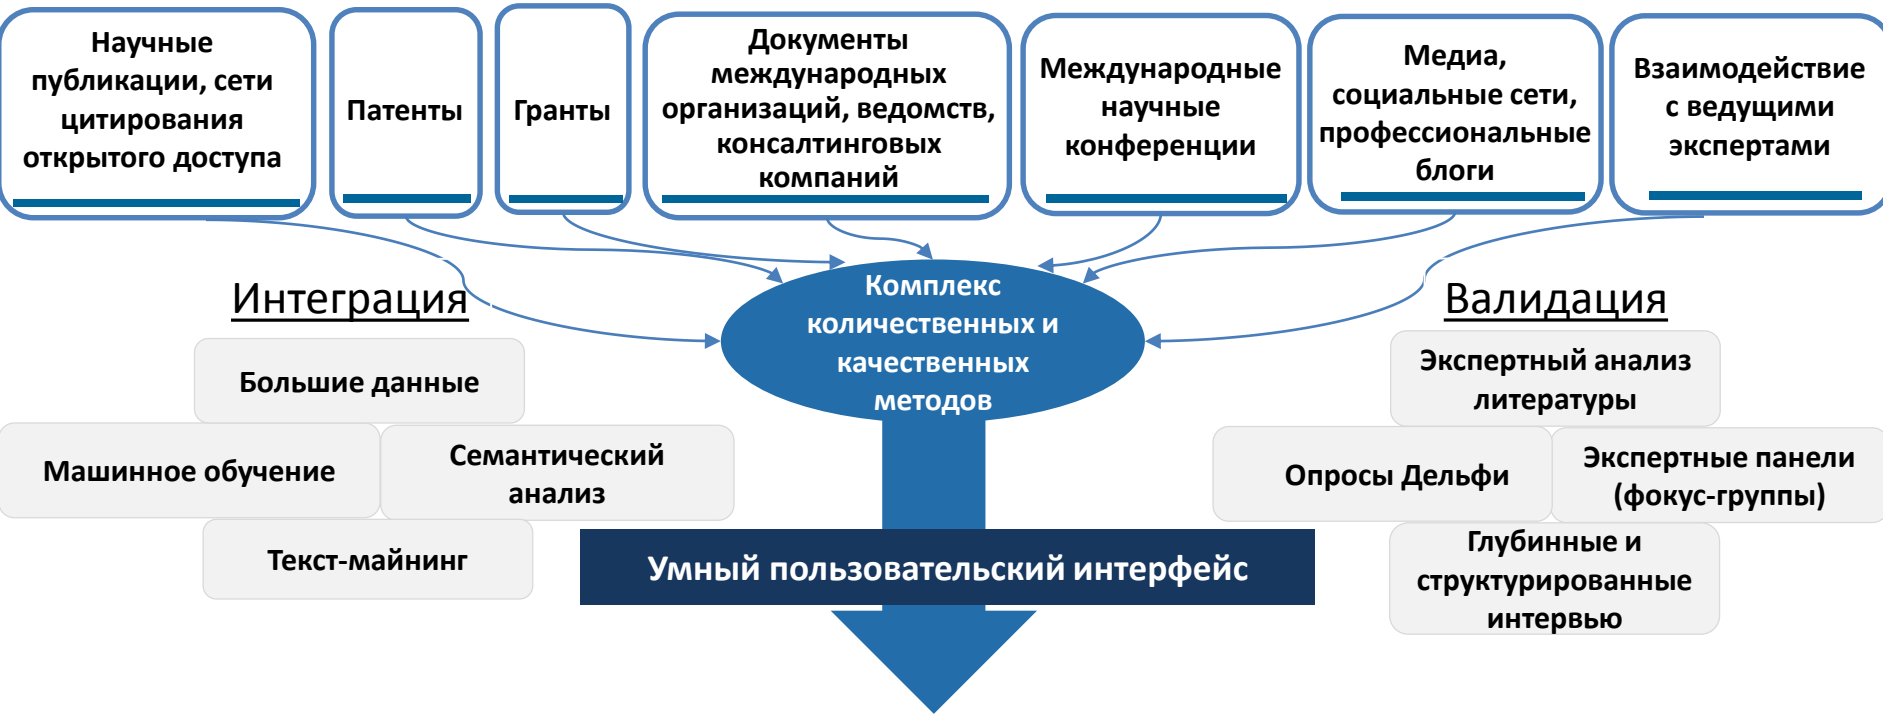 Научные
публикации, сети
цитирования
открытого доступа
Патенты
Гранты
Документы
международных
организаций, ведомств,
консалтинговых
компаний
Международные
научные
конференции
Медиа,
социальные сети,
профессиональные
блоги
Взаимодействие
с ведущими
экспертами
Комплекс
количественных и
качественных
методов
Интеграция
Большие данные
Машинное обучение
Семантический
анализ
Текст-майнинг
Валидация
Экспертный анализ
литературы
Опросы Дельфи
Экспертные панели
(фокус-группы)
Глубинные и
структурированные
интервью
Умный пользовательский интерфейс